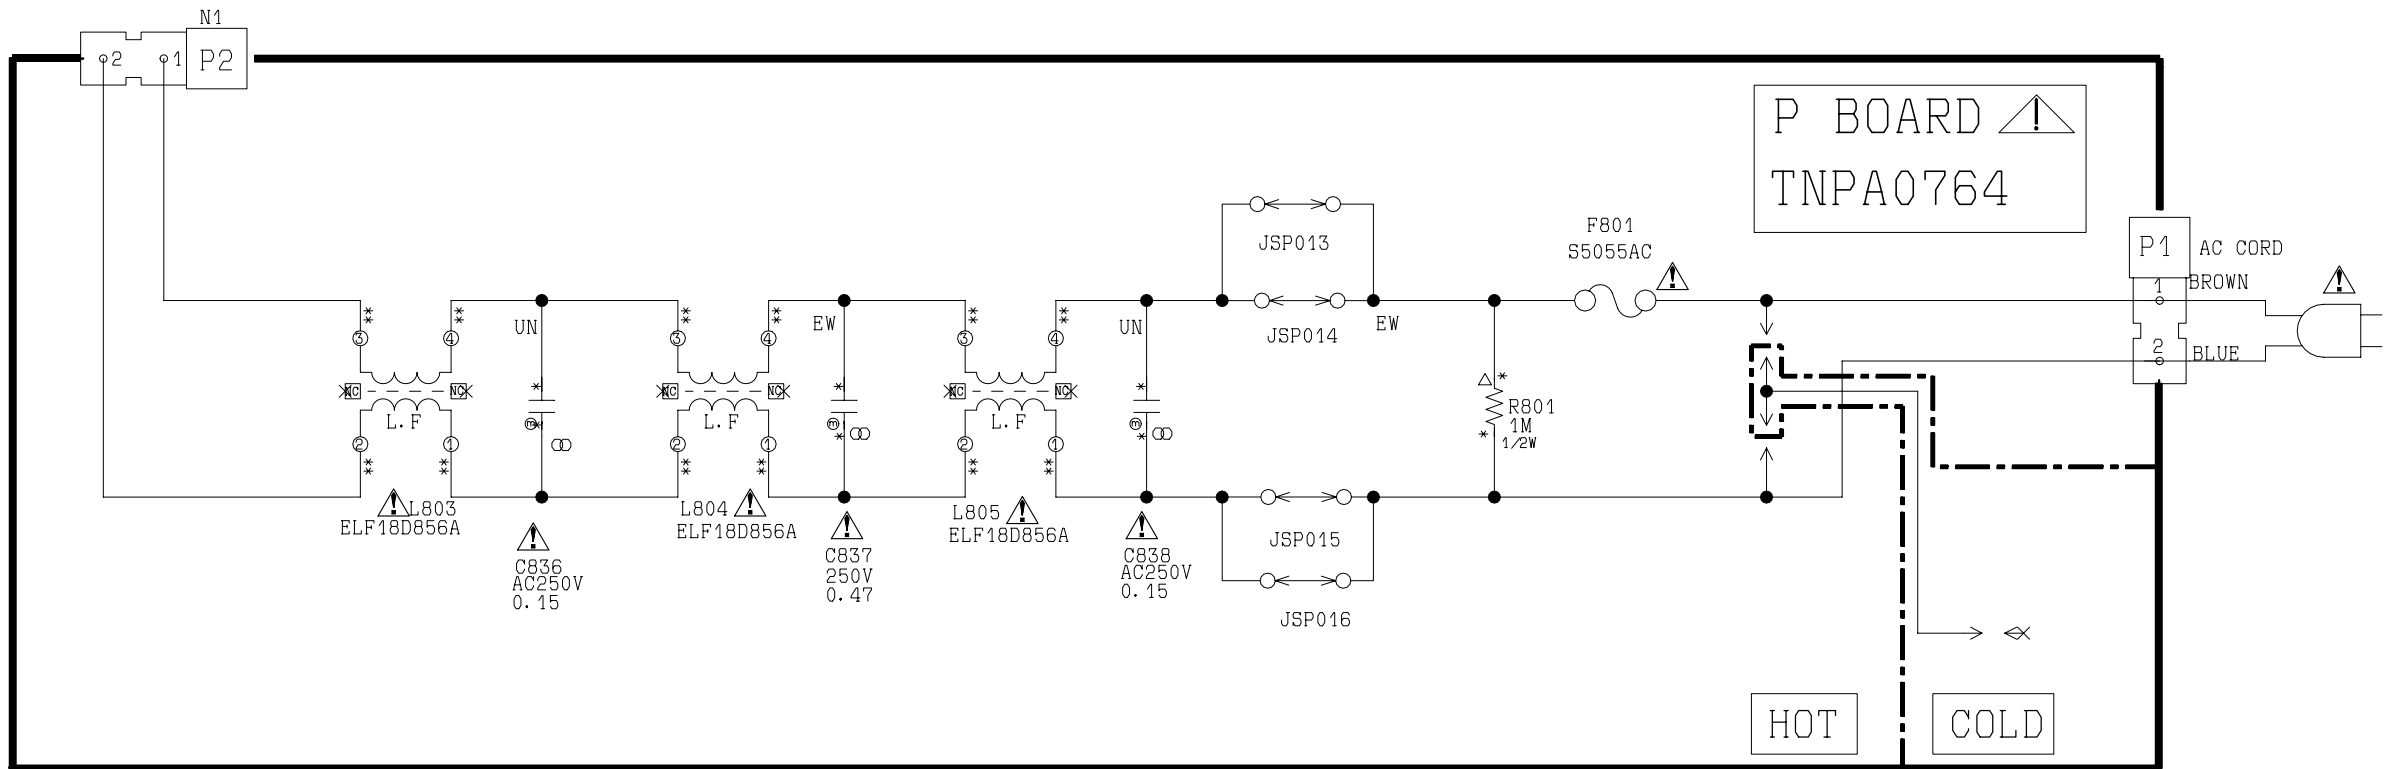 N1
2 1 P2
P BOARD
TNPA0764
F801
S5055AC
JSP013
JSP014
P1 AC CORD
1 BROWN
2 BLUE
UN EW UN EW
** ** ** ** ** **
3 4 3 4 3 4
NC NC NC NC NC NC
L.F L.F L.F
2 1 2 1 2 1
** ** ** ** ** **
* * * *
* * * *
m m m
R801
1M
1/2W
L803
ELF18D856A
L804
ELF18D856A
L805
ELF18D856A
C836
AC250V
0.15
C837
250V
0.47
C838
AC250V
0.15
JSP015
JSP016
HOT COLD